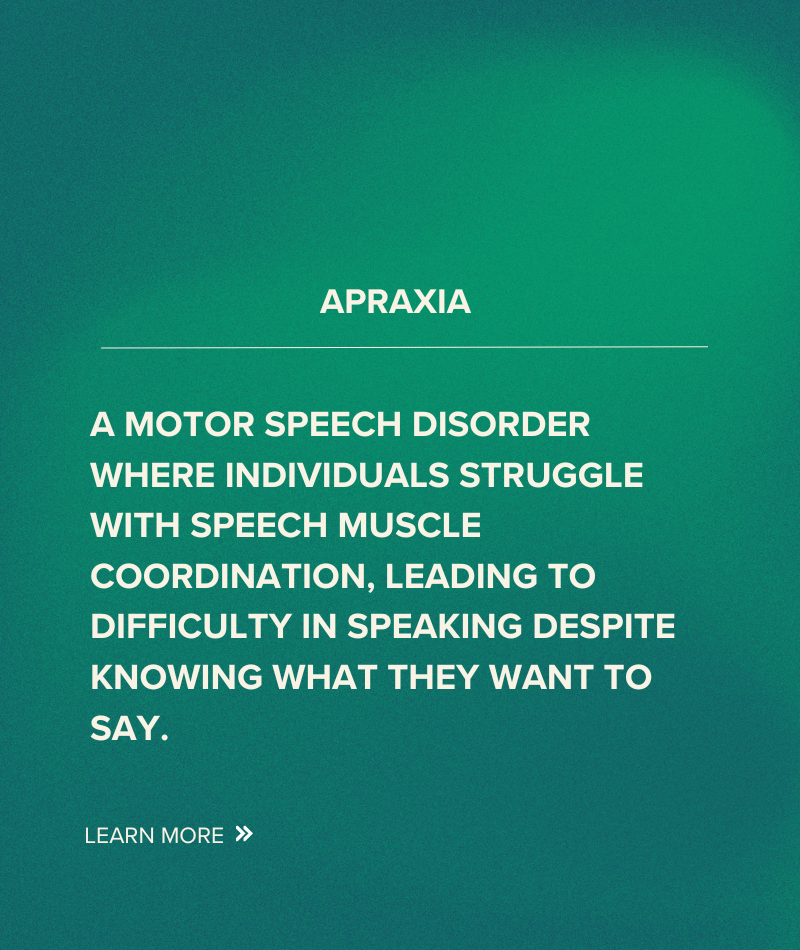 APRAXIA
A MOTOR SPEECH DISORDER
WHERE INDIVIDUALS STRUGGLE
WITH SPEECH MUSCLE
COORDINATION, LEADING TO
DIFFICULTY IN SPEAKING DESPITE
KNOWING WHAT THEY WANT TO
SAY.
LEARN MORE »